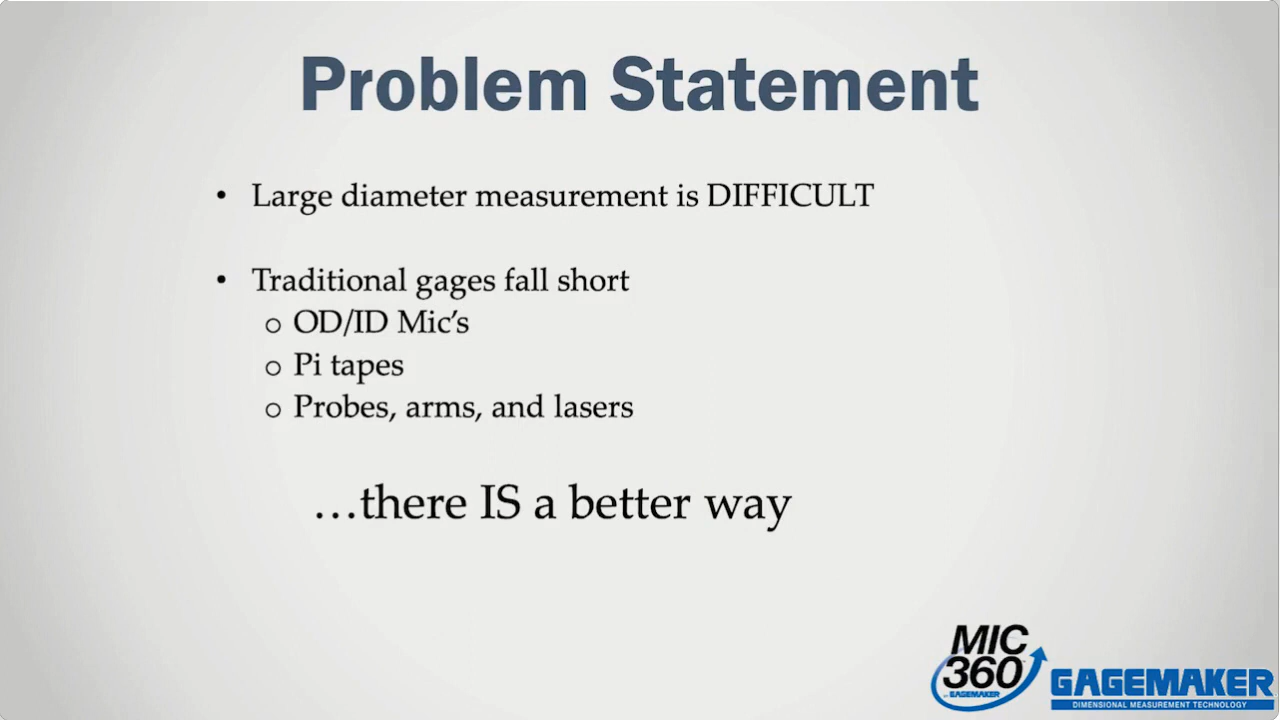 Problem Statement
• Large diameter measurement is DIFFICULT
• Traditional gages fall short
o OD/ID Mic’s
o Pi tapes
o Probes, arms, and lasers
…there IS a better way
MIC
360
BY GAGEMAKER
GAGEMAKER
DIMENSIONAL MEASUREMENT TECHNOLOGY